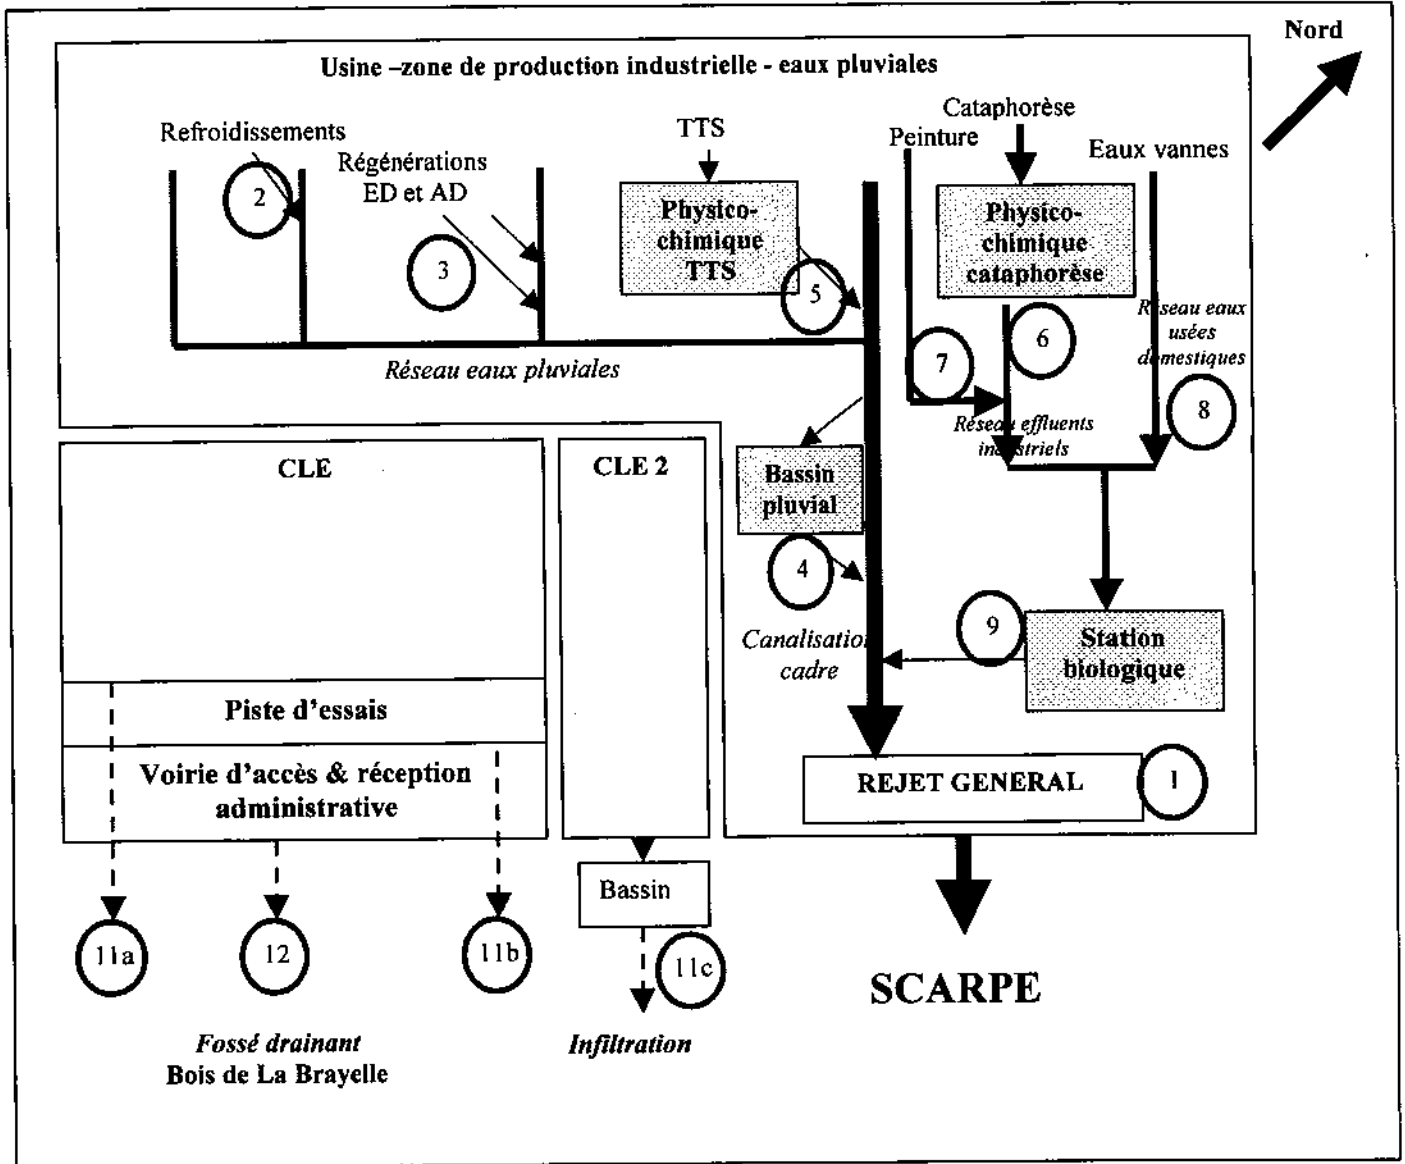 Nord
Usine –zone de production industrielle - eaux pluviales
Refroidissements
2
Régénérations
ED et AD
3
TTS
Physico-
chimique
TTS
5
Peinture
Cataphorèse
Physico-
chimique
cataphorèse
Eaux vannes
Réseau eaux
usées
domestiques
6
7
8
Réseau eaux pluviales
Réseau effluents
industriels
CLE
CLE 2
Bassin
pluvial
4
Canalisation
cadre
9
Station
biologique
Piste d'essais
Voirie d'accès & réception
administrative
REJET GENERAL
1
Bassin
11a
12
11b
11c
SCARPE
Fossé drainant
Bois de La Brayelle
Infiltration